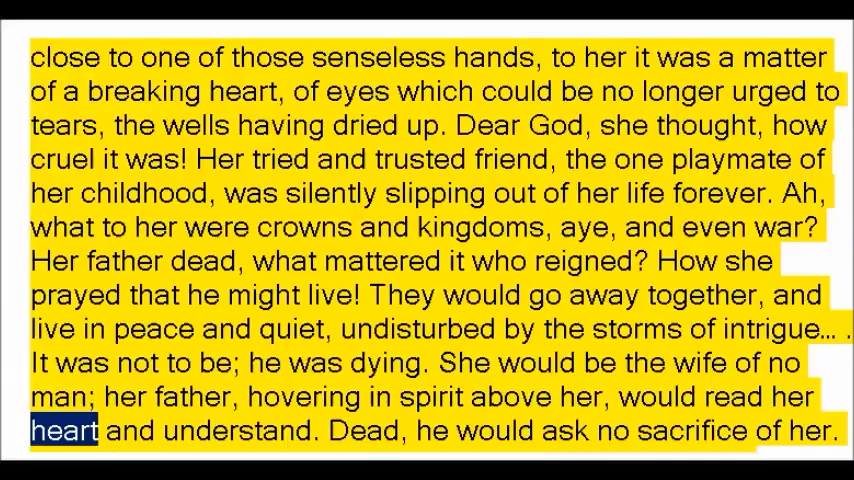 close to one of those senseless hands, to her it was a matter
of a breaking heart, of eyes which could be no longer urged to
tears, the wells having dried up. Dear God, she thought, how
cruel it was! Her tried and trusted friend, the one playmate of
her childhood, was silently slipping out of her life forever. Ah,
what to her were crowns and kingdoms, aye, and even war?
Her father dead, what mattered it who reigned? How she
prayed that he might live! They would go away together, and
live in peace and quiet, undisturbed by the storms of intrigue... .
It was not to be; he was dying. She would be the wife of no
man; her father, hovering in spirit above her, would read her
heart and understand. Dead, he would ask no sacrifice of her.